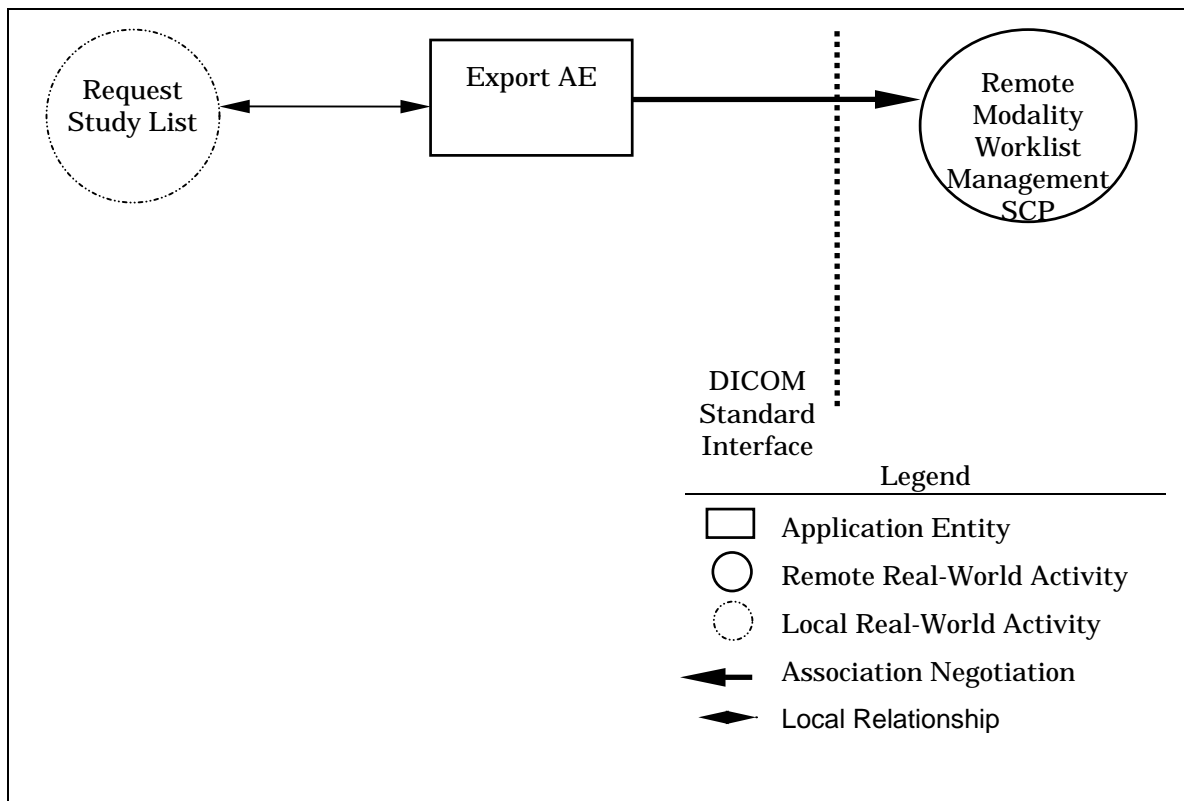 Request
Study List
Export AE
Remote
Modality
Worklist
Management
SCP
DICOM
Standard
Interface
Legend
Application Entity
Remote Real-World Activity
Local Real-World Activity
Association Negotiation
Local Relationship